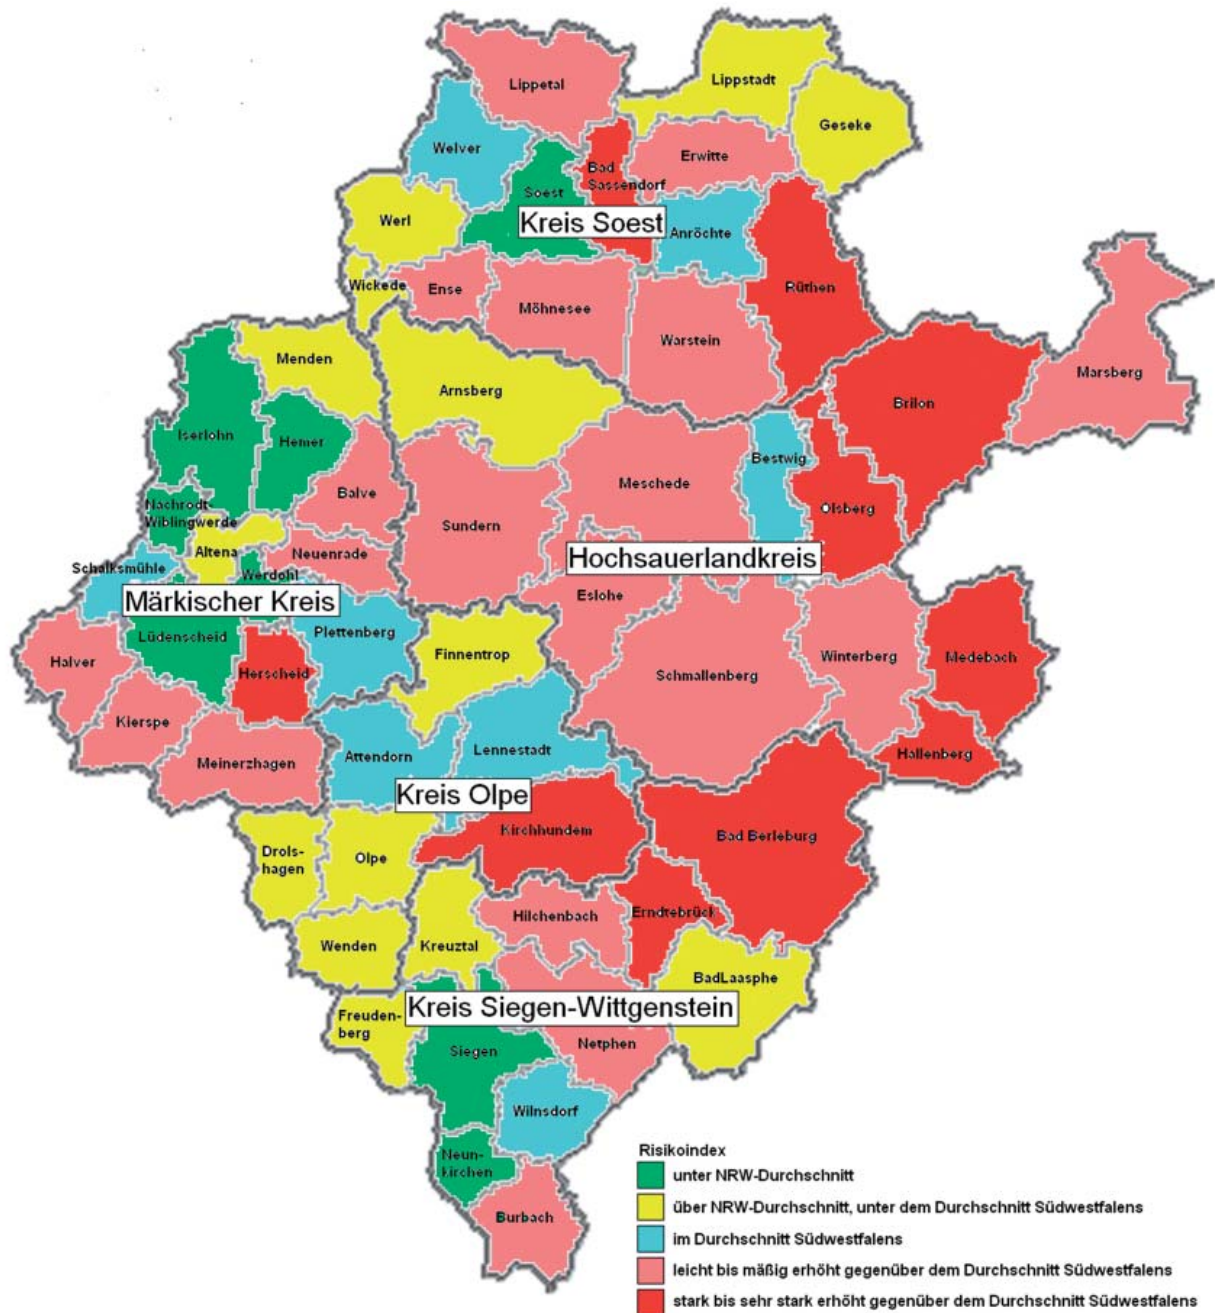 Lippetal
Lippstadt
Geseke
Welver
Erwitte
Bad
Sassendorf
Soest
Werl
Kreis Soest
Anröchte
Wickede
Ense
Möhnesee
Rüthen
Warstein
Menden
Marsberg
Arnsberg
Brilon
Iserlohn
Hemer
Bestwig
Meschede
Balve
Nachrodt-
Wiblingwerde
Olsberg
Sundern
Altena
Neuenrade
Schalksmühle
Werdohl
Hochsauerlandkreis
Märkischer Kreis
Eslohe
Lüdenscheid
Plettenberg
Finnentrop
Halver
Herscheid
Schmallenberg
Winterberg
Medebach
Kierspe
Meinerzhagen
Attendorn
Lennestadt
Hallenberg
Kreis Olpe
Kirchhundem
Bad Berleburg
Drols-
hagen
Olpe
Hilchenbach
Erndtebrück
Wenden
Kreuztal
BadLaasphe
Kreis Siegen-Wittgenstein
Freuden-
berg
Siegen
Netphen
Wilnsdorf
Neun-
kirchen
Burbach
Risikoindex
unter NRW-Durchschnitt
über NRW-Durchschnitt, unter dem Durchschnitt Südwestfalens
im Durchschnitt Südwestfalens
leicht bis mäßig erhöht gegenüber dem Durchschnitt Südwestfalens
stark bis sehr stark erhöht gegenüber dem Durchschnitt Südwestfalens